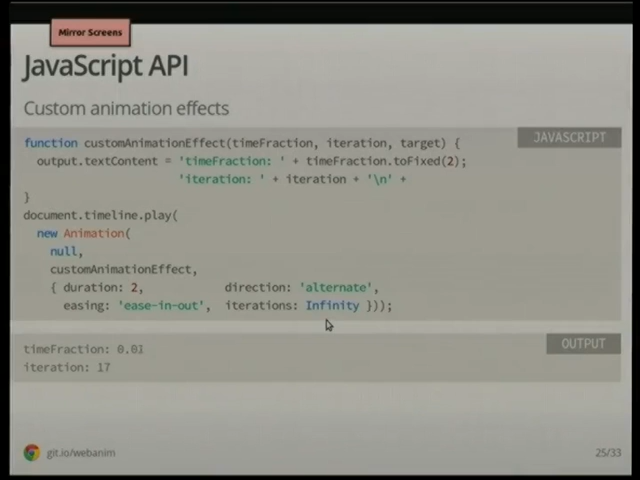 Mirror Screens
JavaScript API
Custom animation effects
JAVASCRIPT
function customAnimationEffect(timeFraction, iteration, target) {
output.textContent = 'timeFraction: ' + timeFraction.toFixed(2);
'iteration: ' + iteration + '\n' +
}
document.timeline.play(
new Animation(
null,
customAnimationEffect,
{ duration: 2, direction: 'alternate',
easing: 'ease-in-out', iterations: Infinity }));
OUTPUT
timeFraction: 0.01
iteration: 17
git.io/webanim
25/33